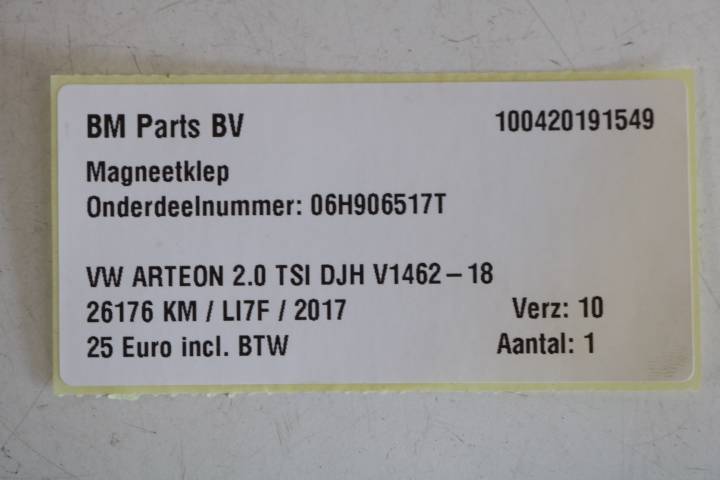 BM Parts BV 100420191549
Magneetklep
Onderdeelnummer: 06H906517T
VW ARTEON 2.0 TSI DJH V1462-18
26176 KM / LI7F / 2017 Verz: 10
25 Euro incl. BTW Aantal: 1